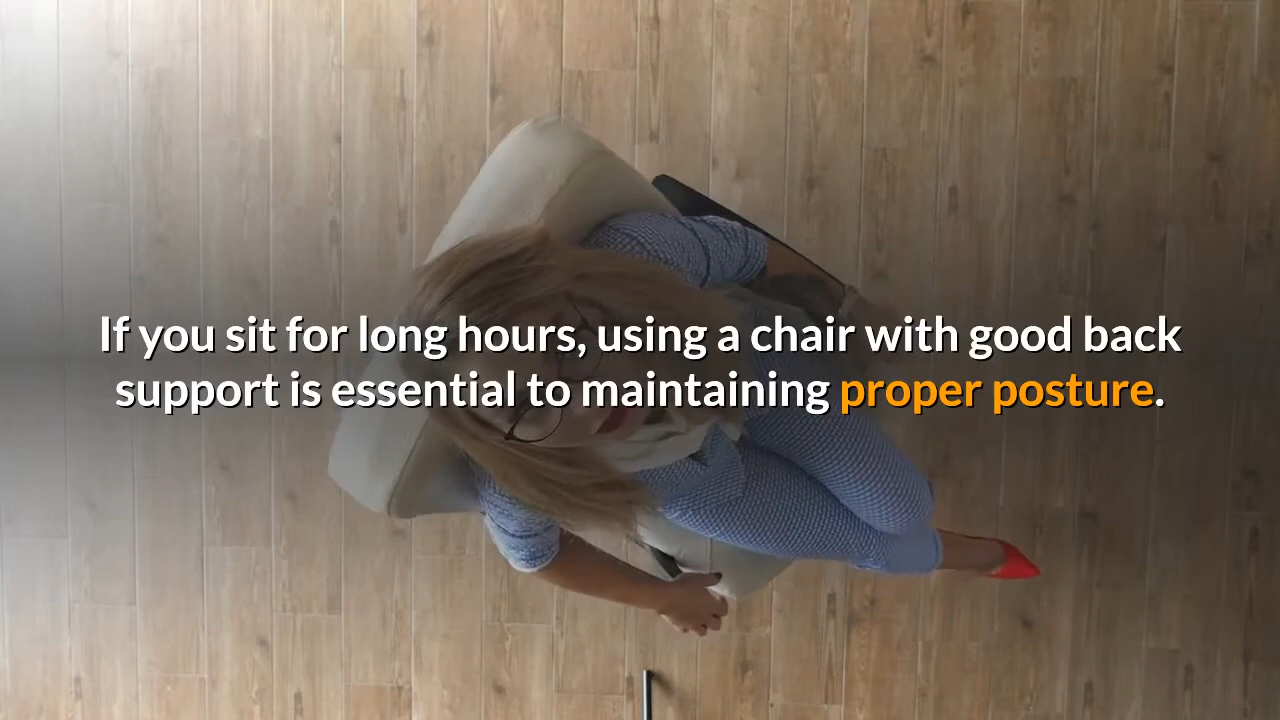 If you sit for long hours, using a chair with good back
support is essential to maintaining proper posture.